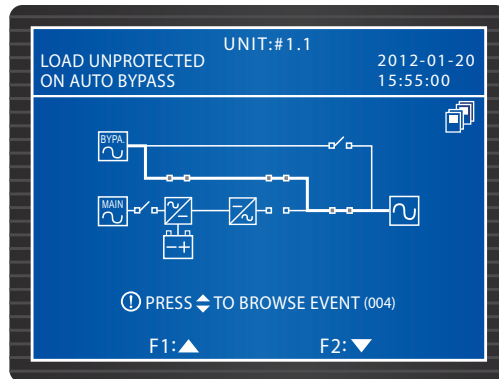 UNIT:#1.1
LOAD UNPROTECTED
ON AUTO BYPASS
2012-01-20
15:55:00
BYPA.
MAIN
PRESS TO BROWSE EVENT (004)
F1: F2: